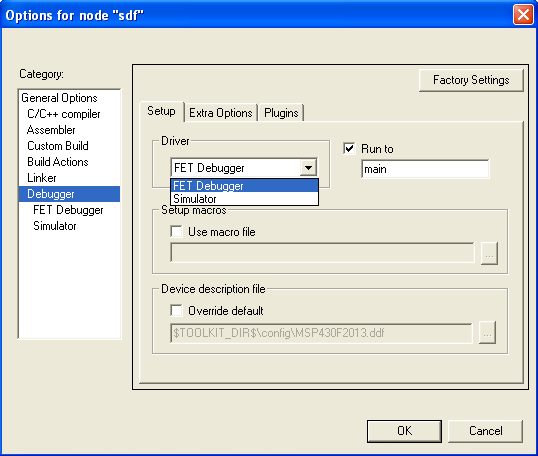 Options for node "sdf"
Category:
General Options
C/C++ compiler
Assembler
Custom Build
Build Actions
Linker
Debugger
FET Debugger
Simulator
Factory Settings
Setup
Extra Options
Plugins
Driver
FET Debugger
FET Debugger
Simulator
Run to
main
Setup macros
Use macro file
...
Device description file
Override default
$TOOLKIT_DIR$\config\MSP430F2013.ddf
...
OK
Cancel